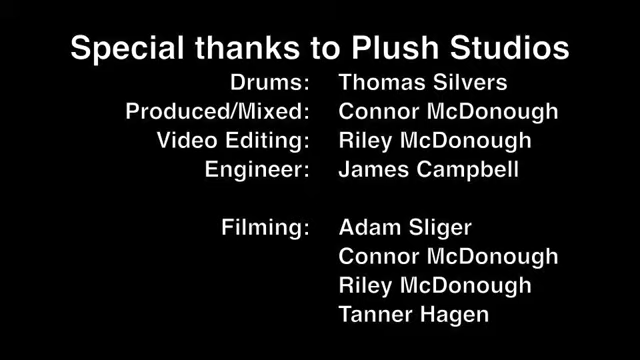 Special thanks to Plush Studios
Drums: Thomas Silvers
Produced/Mixed: Connor McDonough
Video Editing: Riley McDonough
Engineer: James Campbell
Filming: Adam Sliger
Connor McDonough
Riley McDonough
Tanner Hagen